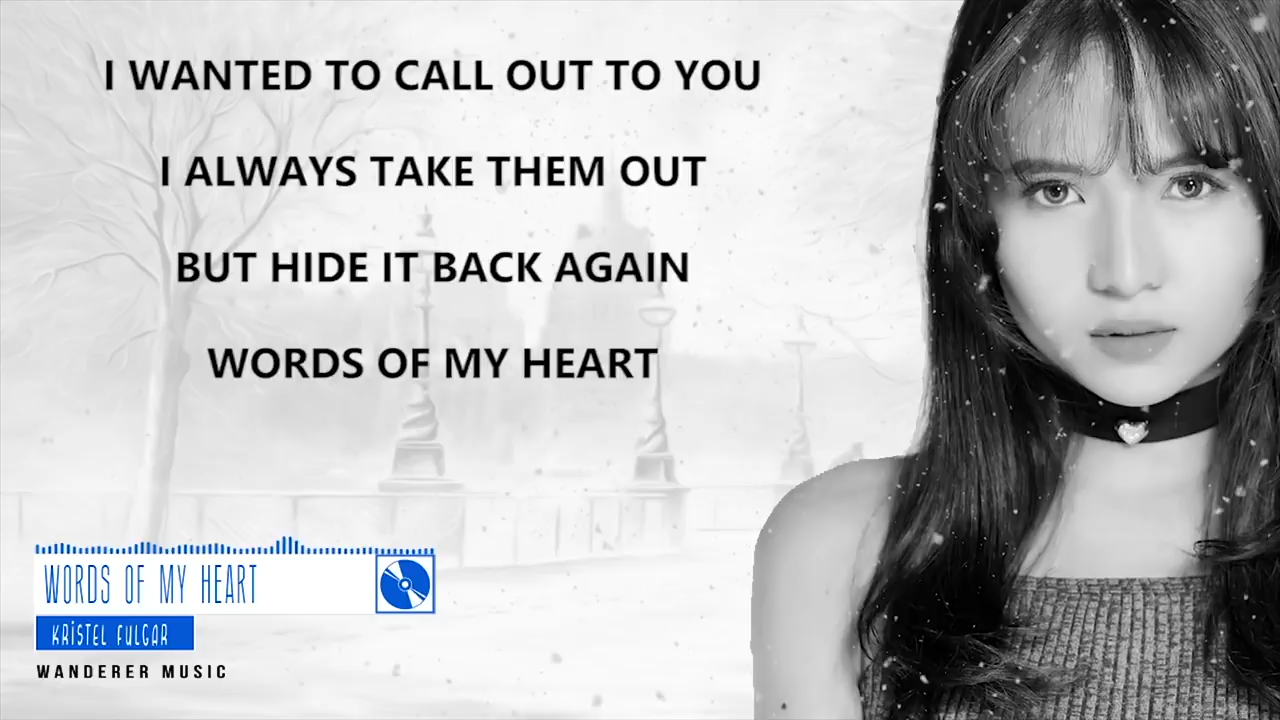 I WANTED TO CALL OUT TO YOU
I ALWAYS TAKE THEM OUT
BUT HIDE IT BACK AGAIN
WORDS OF MY HEART
WORDS OF MY HEART
KRiSTEL FULGAR
WANDERER MUSIC